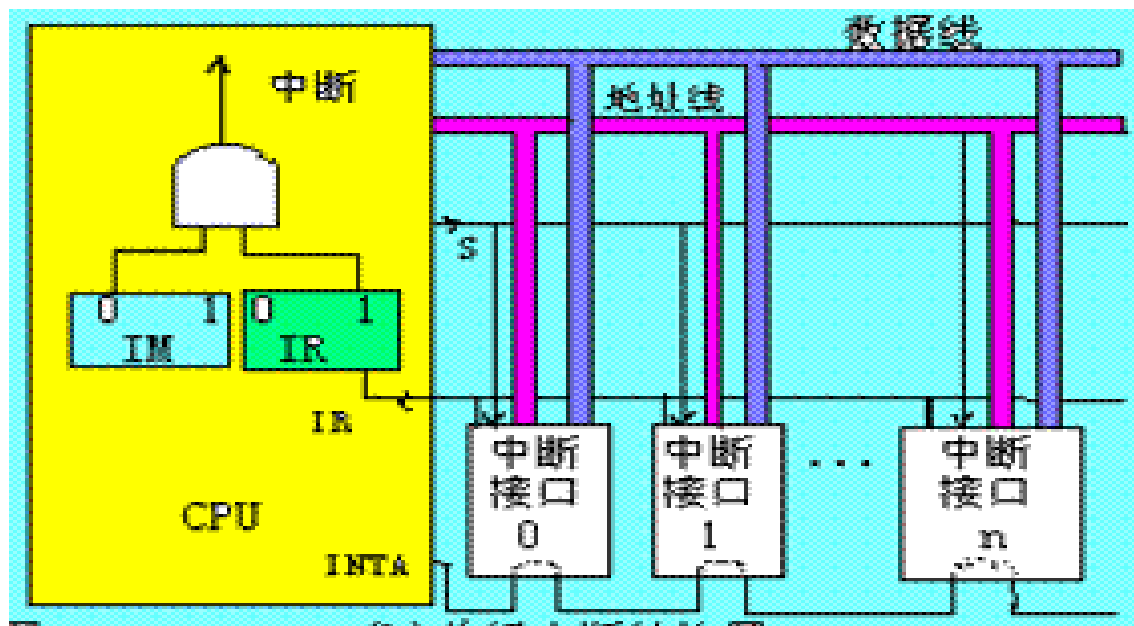 数据线
中断
地址线
S
0 1 0 1
IM IR
IR
中断 中断 中断
接口 接口 ... 接口
CPU 0 1 n
INTA